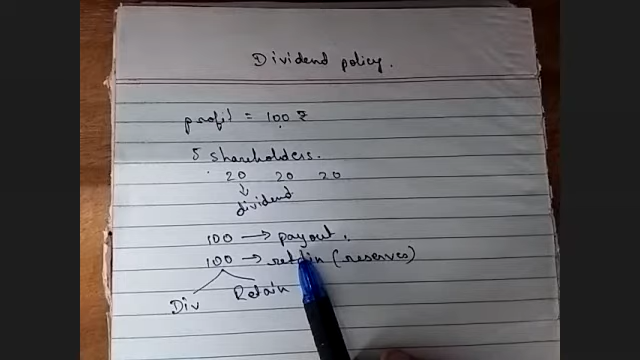 Dividend policy.
profit = 100 ₹
5 shareholders.
20 20 20
↓
dividend
100 → payout.
100 → retain (reserves)
Div Retain